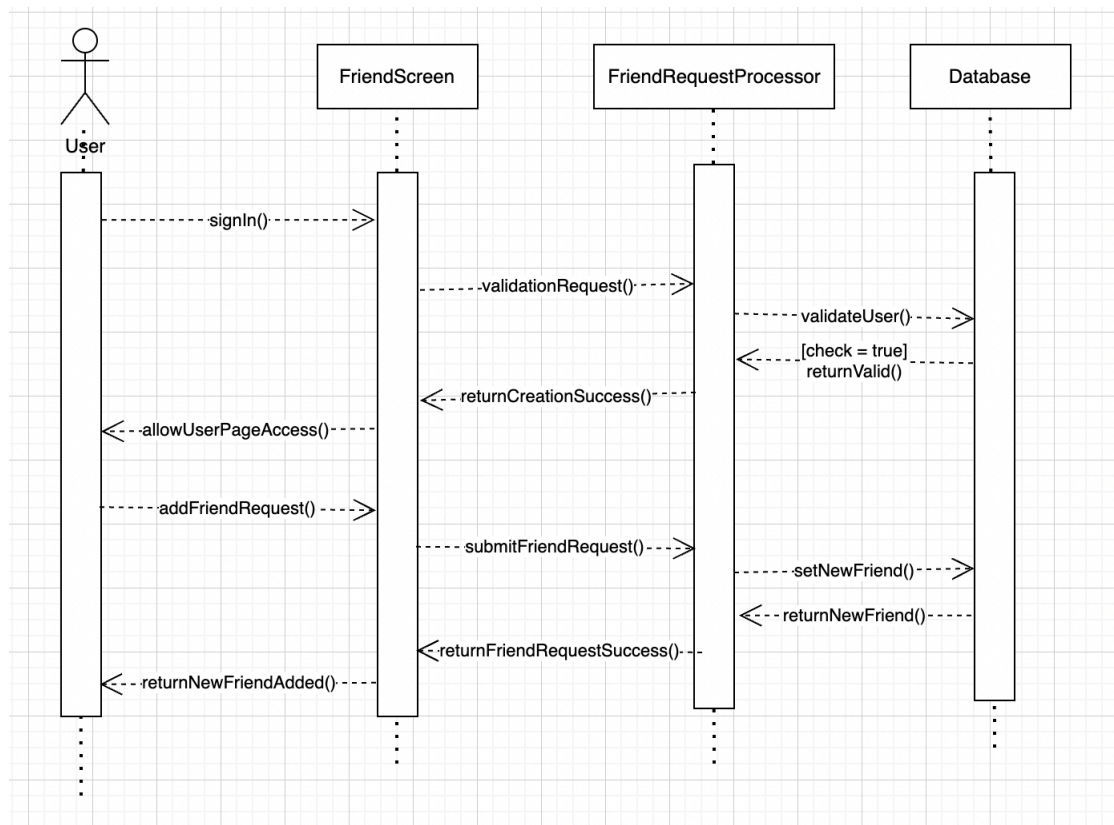 FriendScreen
FriendRequestProcessor
Database
User
signIn()
validationRequest()
validateUser()
[check = true]
returnValid()
returnCreationSuccess()
allowUserPageAccess()
addFriendRequest()
submitFriendRequest()
setNewFriend()
returnNewFriend()
returnFriendRequestSuccess()
returnNewFriendAdded()